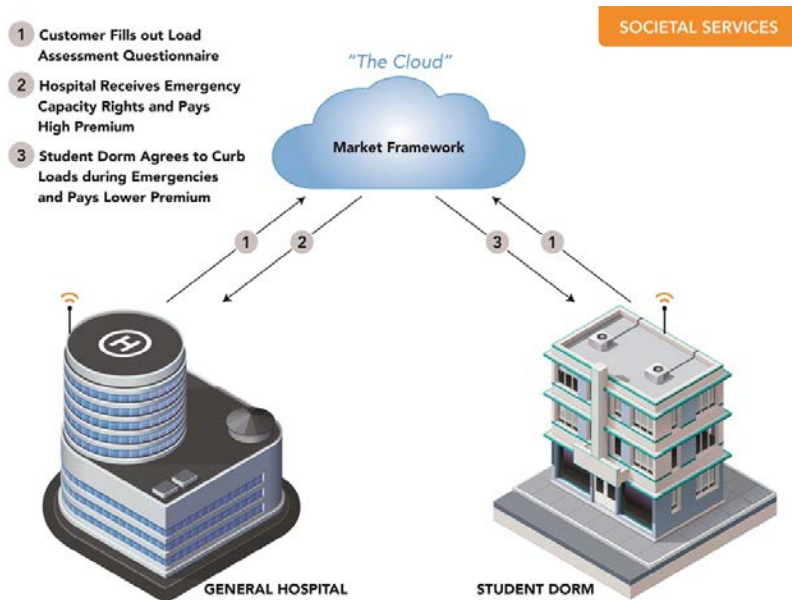 SOCIETAL SERVICES
1 Customer Fills out Load
Assessment Questionnaire
2 Hospital Receives Emergency
Capacity Rights and Pays
High Premium
3 Student Dorm Agrees to Curb
Loads during Emergencies
and Pays Lower Premium
"The Cloud"
Market Framework
1
2
3
1
H
GENERAL HOSPITAL
STUDENT DORM